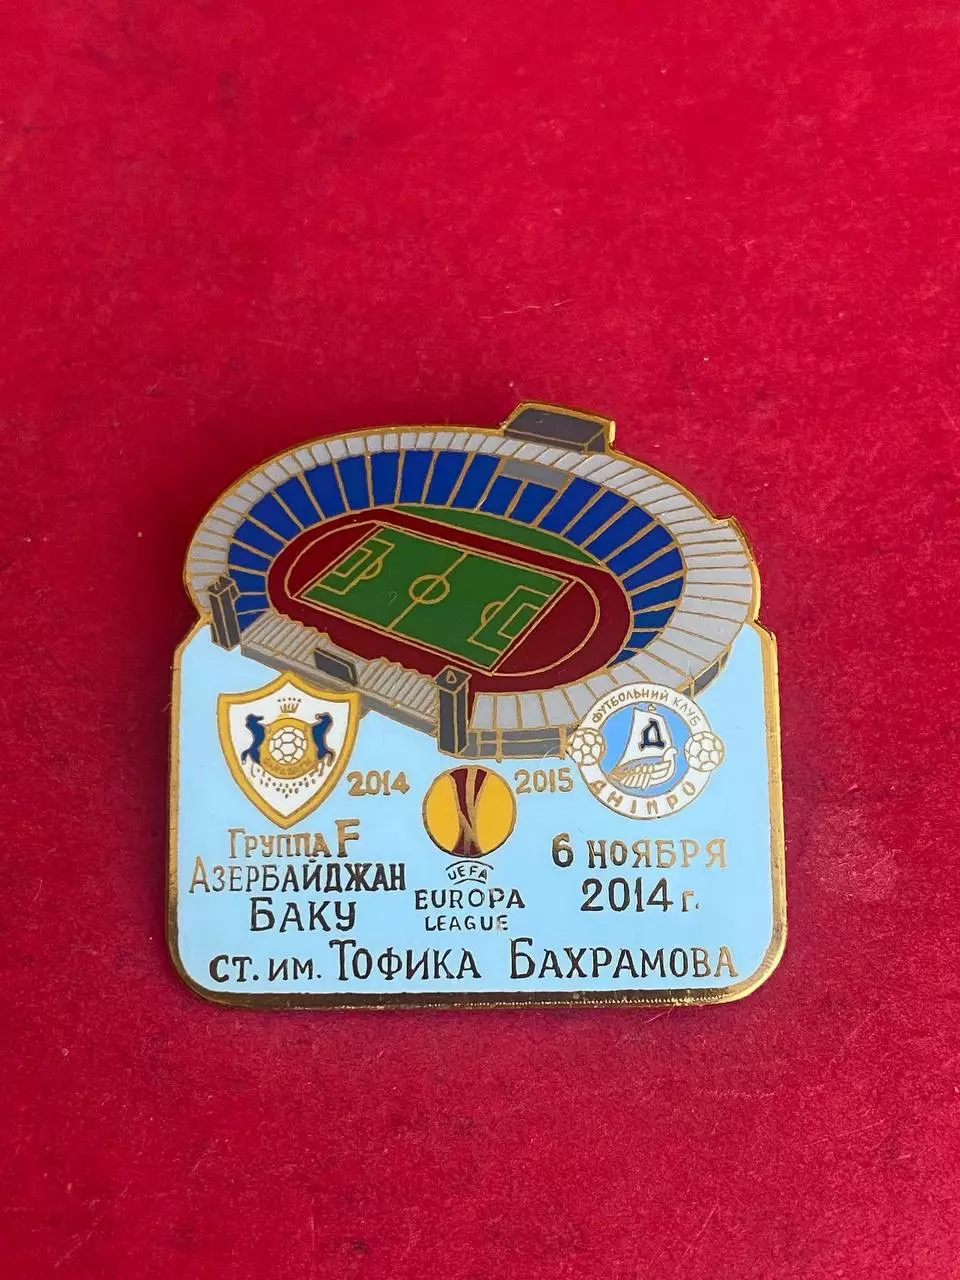 ФУТБОЛЬНИЙ КЛУБ
Д
ДНІПРО
2014
2015
Группа F
АЗЕРБАЙДЖАН
БАКУ
UEFA
EUROPA
LEAGUE
6 НОЯБРЯ
2014 г.
ст. им. ТОФИКА БАХРАМОВА